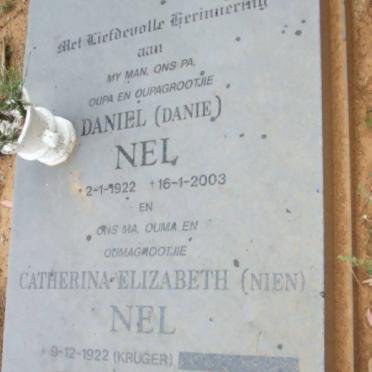 Met Liefdevolle Herinnering
aan
MY MAN, ONS PA,
OUPA EN OUPAGROOTJIE
DANIEL (DANIE)
NEL
2-1-1922 +16-1-2003
EN
ONS MA, OUMA EN
OUMAGROOTJIE
CATHERINA ELIZABETH (NIEN)
NEL
9-12-1922 (KRUGER)